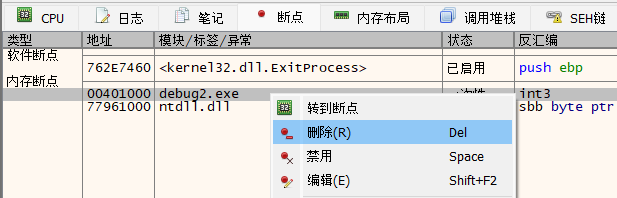 CPU 日志 笔记 断点 内存布局 调用堆栈 SEH链
类型 地址 模块/标签/异常 状态 反汇编
软件断点
762E7460 <kernel32.dll.ExitProcess> 已启用 push ebp
内存断点
00401000 debug2.exe int3
77961000 ntdll.dll sbb byte ptr
转到断点
删除(R) Del
禁用 Space
编辑(E) Shift+F2